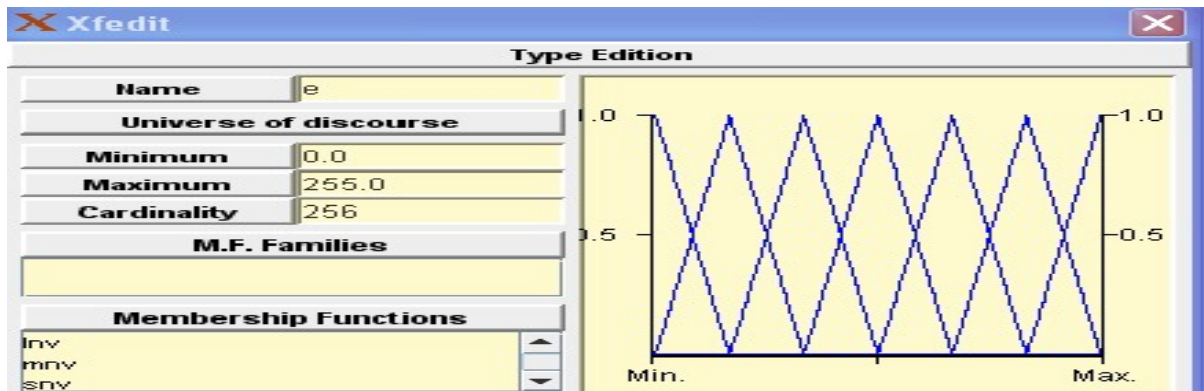 Xfedit
Type Edition
Name e
Universe of discourse
Minimum 0.0
Maximum 255.0
Cardinality 256
M.F. Families
Membership Functions
lnv
mnv
snv
1.0 1.0
0.5 0.5
Min. Max.